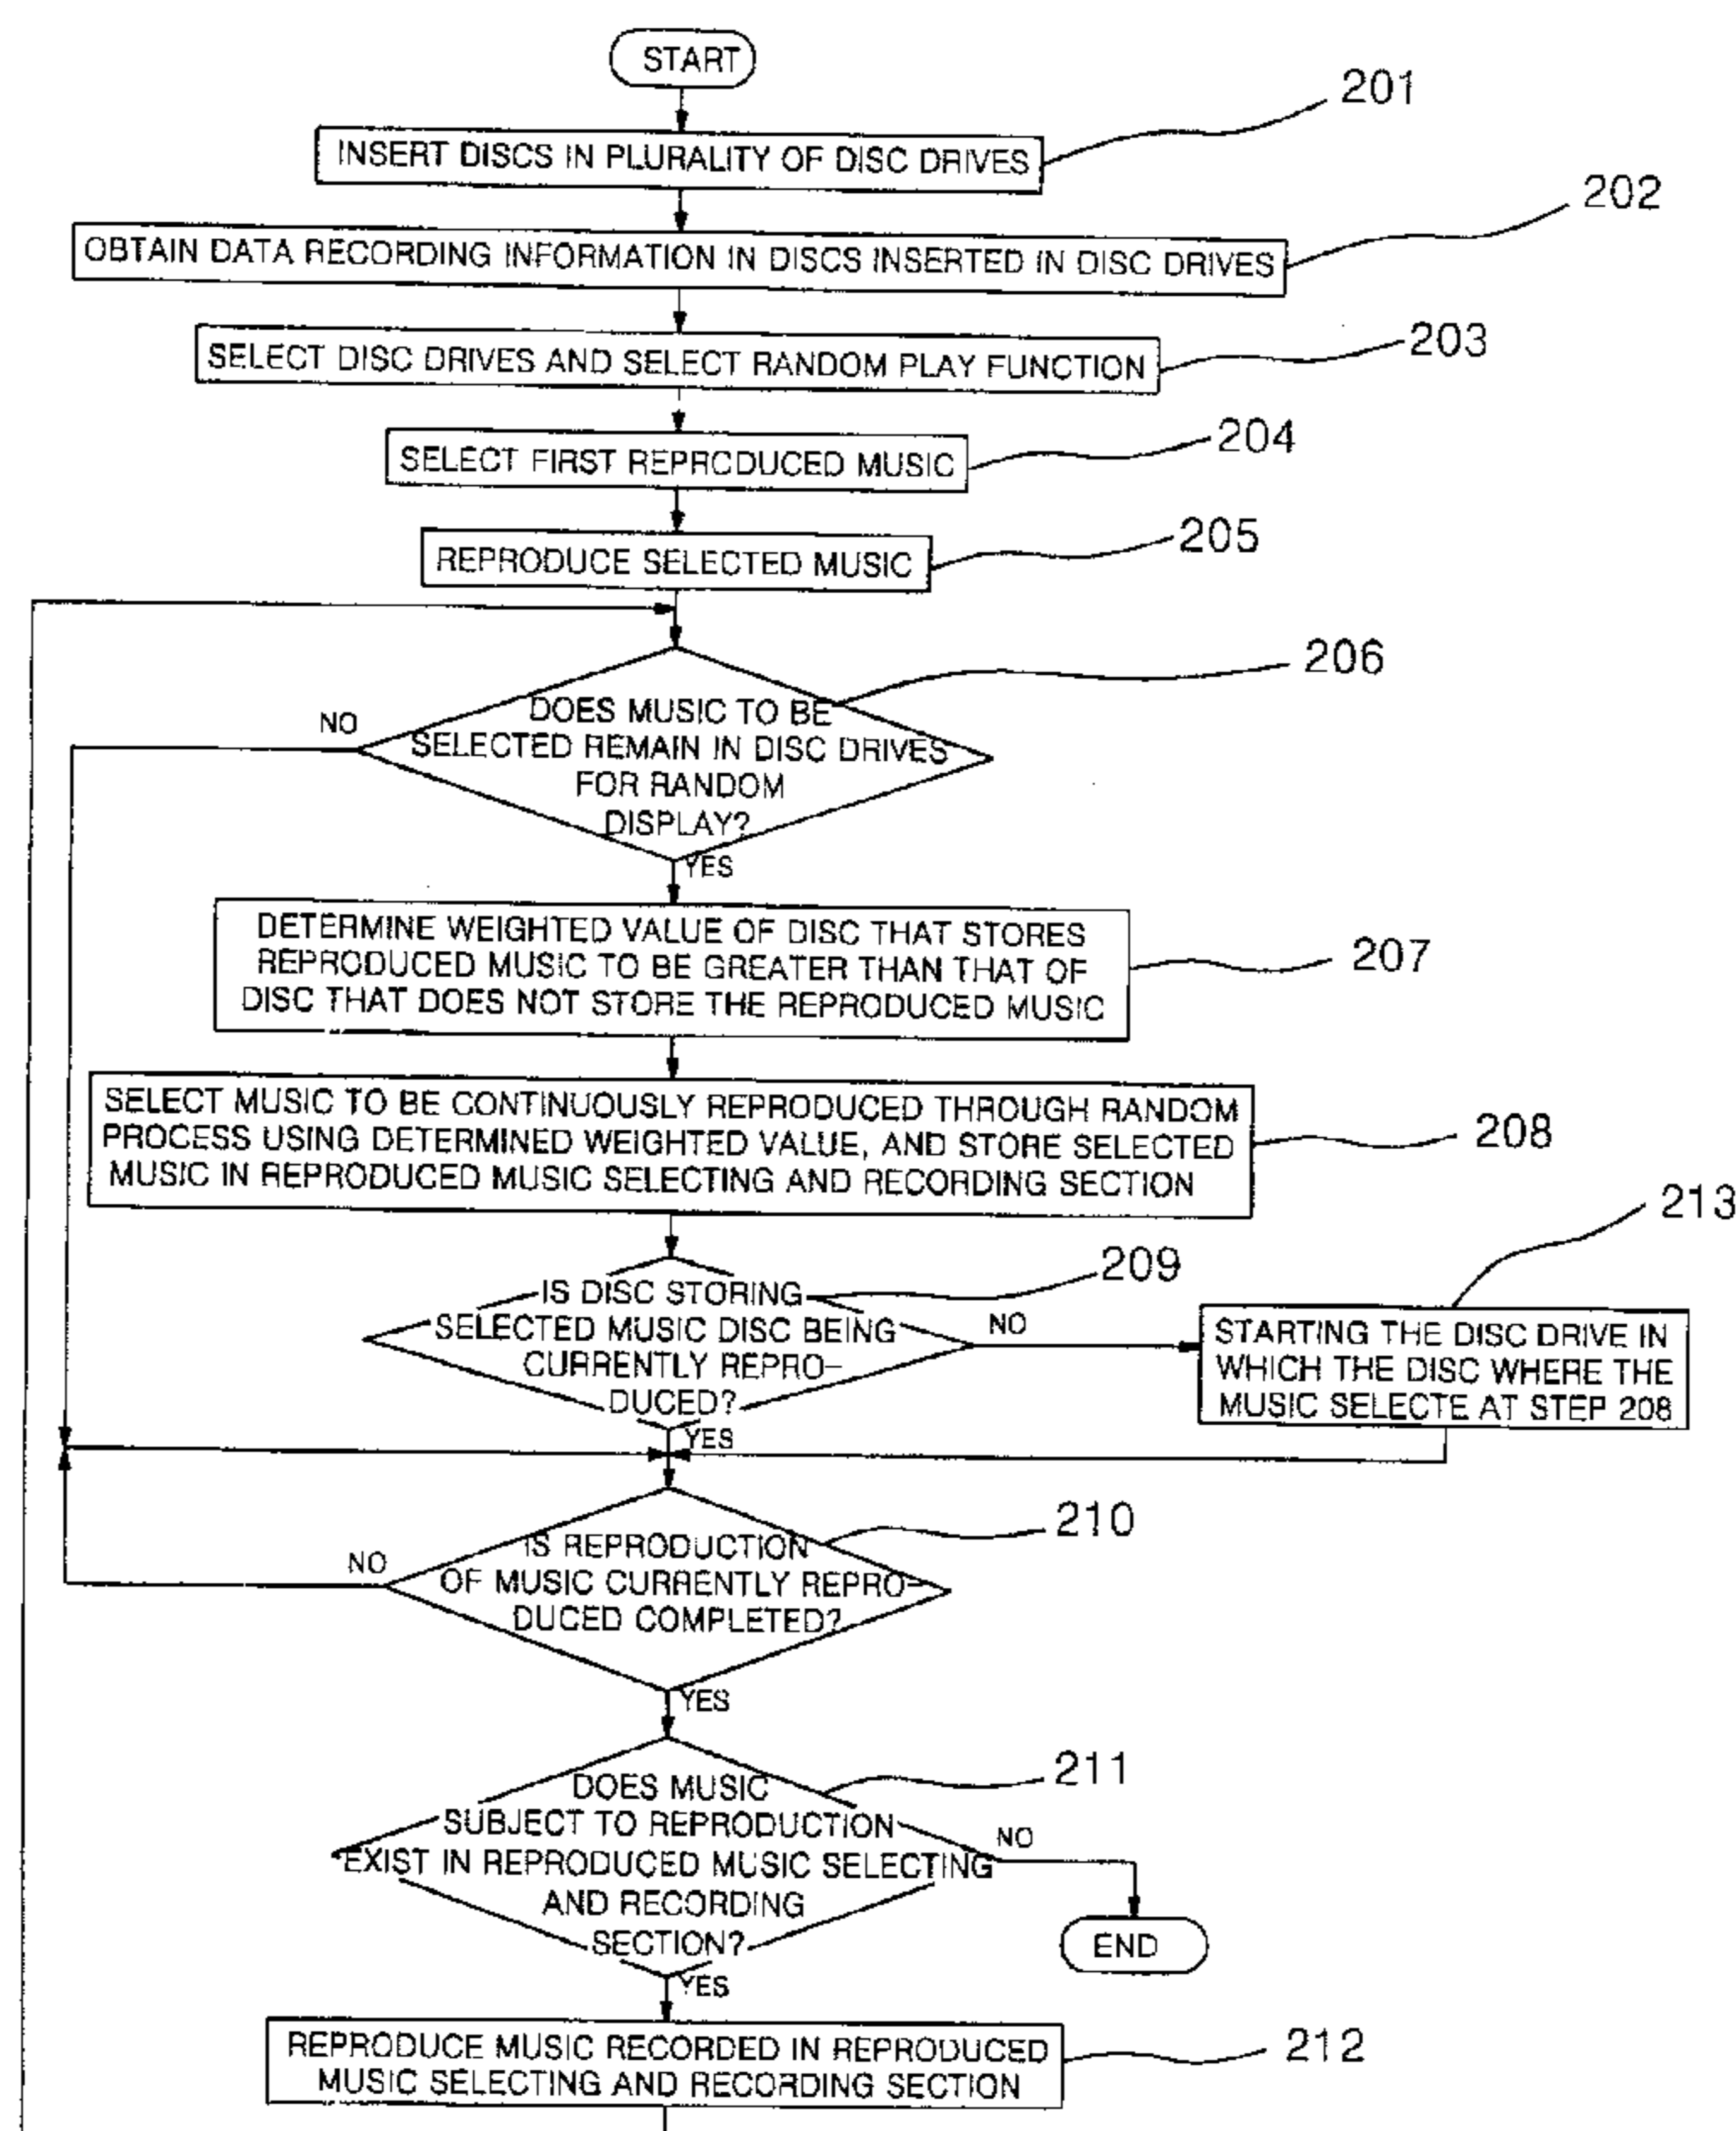 START
201
INSERT DISCS IN PLURALITY OF DISC DRIVES
202
OBTAIN DATA RECORDING INFORMATION IN DISCS INSERTED IN DISC DRIVES
203
SELECT DISC DRIVES AND SELECT RANDOM PLAY FUNCTION
204
SELECT FIRST REPRODUCED MUSIC
205
REPRODUCE SELECTED MUSIC
206
NO
DOES MUSIC TO BE
SELECTED REMAIN IN DISC DRIVES
FOR RANDOM
DISPLAY?
YES
DETERMINE WEIGHTED VALUE OF DISC THAT STORES
REPRODUCED MUSIC TO BE GREATER THAN THAT OF
DISC THAT DOES NOT STORE THE REPRODUCED MUSIC
207
SELECT MUSIC TO BE CONTINUOUSLY REPRODUCED THROUGH RANDOM
PROCESS USING DETERMINED WEIGHTED VALUE, AND STORE SELECTED
MUSIC IN REPRODUCED MUSIC SELECTING AND RECORDING SECTION
208
213
209
IS DISC STORING
SELECTED MUSIC DISC BEING
CURRENTLY REPRO-
DUCED?
NO
STARTING THE DISC DRIVE IN
WHICH THE DISC WHERE THE
MUSIC SELECTE AT STEP 208
YES
210
NO
IS REPRODUCTION
OF MUSIC CURRENTLY REPRO-
DUCED COMPLETED?
YES
211
DOES MUSIC
SUBJECT TO REPRODUCTION
EXIST IN REPRODUCED MUSIC SELECTING
AND RECORDING
SECTION?
NO
END
YES
REPRODUCE MUSIC RECORDED IN REPRODUCED
MUSIC SELECTING AND RECORDING SECTION
212